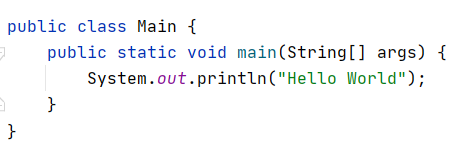 public class Main {
    public static void main(String[] args) {
        System.out.println("Hello World");
    }
}